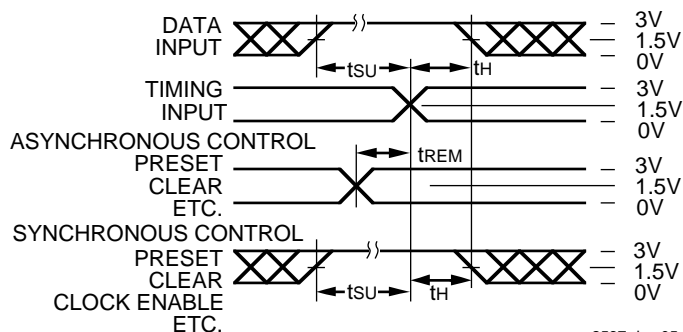 DATA
INPUT
3V
1.5V
0V
tSU
tH
TIMING
INPUT
3V
1.5V
0V
ASYNCHRONOUS CONTROL
PRESET
CLEAR
ETC.
tREM
3V
1.5V
0V
SYNCHRONOUS CONTROL
PRESET
CLEAR
CLOCK ENABLE
ETC.
tSU
tH
3V
1.5V
0V